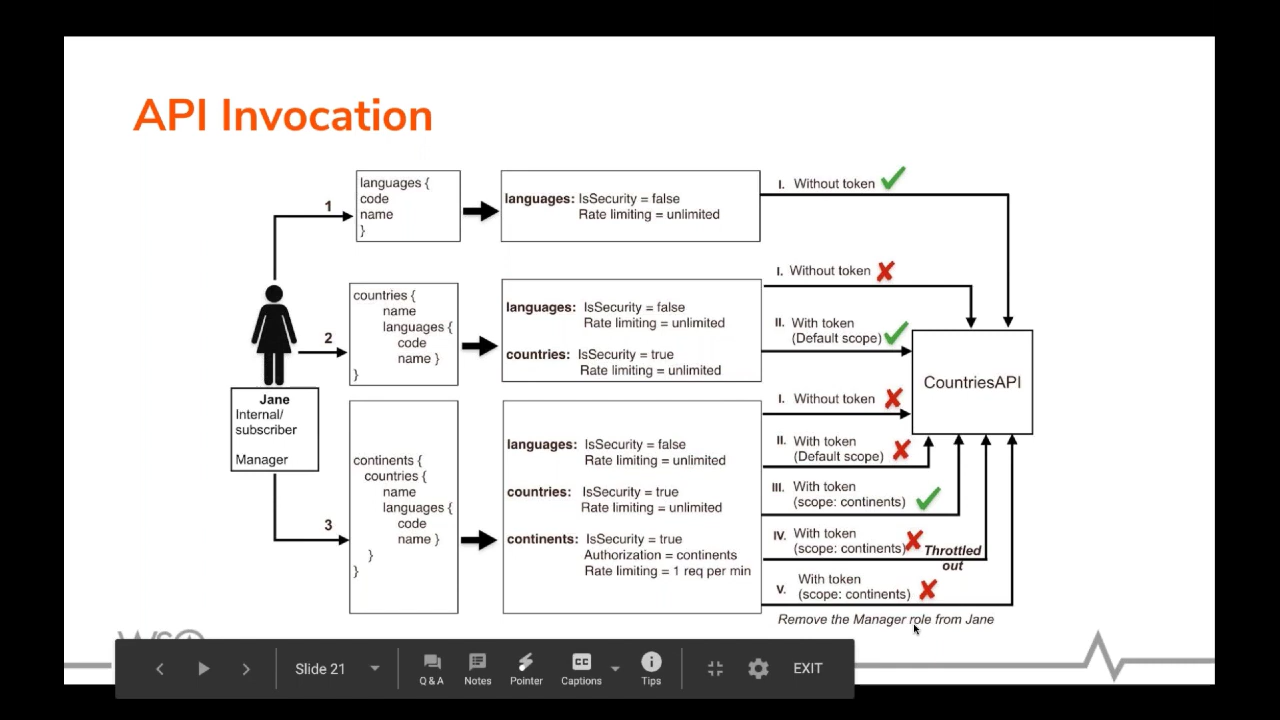 API Invocation
languages {
code
name
}
languages: IsSecurity = false
Rate limiting = unlimited
I. Without token
1
countries {
name
languages {
code
name }
}
languages: IsSecurity = false
Rate limiting = unlimited
countries: IsSecurity = true
Rate limiting = unlimited
I. Without token
II. With token
(Default scope)
2
CountriesAPI
Jane
Internal/
subscriber
Manager
3
continents {
countries {
name
languages {
code
name }
}
}
languages: IsSecurity = false
Rate limiting = unlimited
countries: IsSecurity = true
Rate limiting = unlimited
continents: IsSecurity = true
Authorization = continents
Rate limiting = 1 req per min
I. Without token
II. With token
(Default scope)
III. With token
(scope: continents)
IV. With token
(scope: continents)
Throttled
out
V. With token
(scope: continents)
Remove the Manager role from Jane
Slide 21
Q & A
Notes
Pointer
CC
Captions
Tips
EXIT